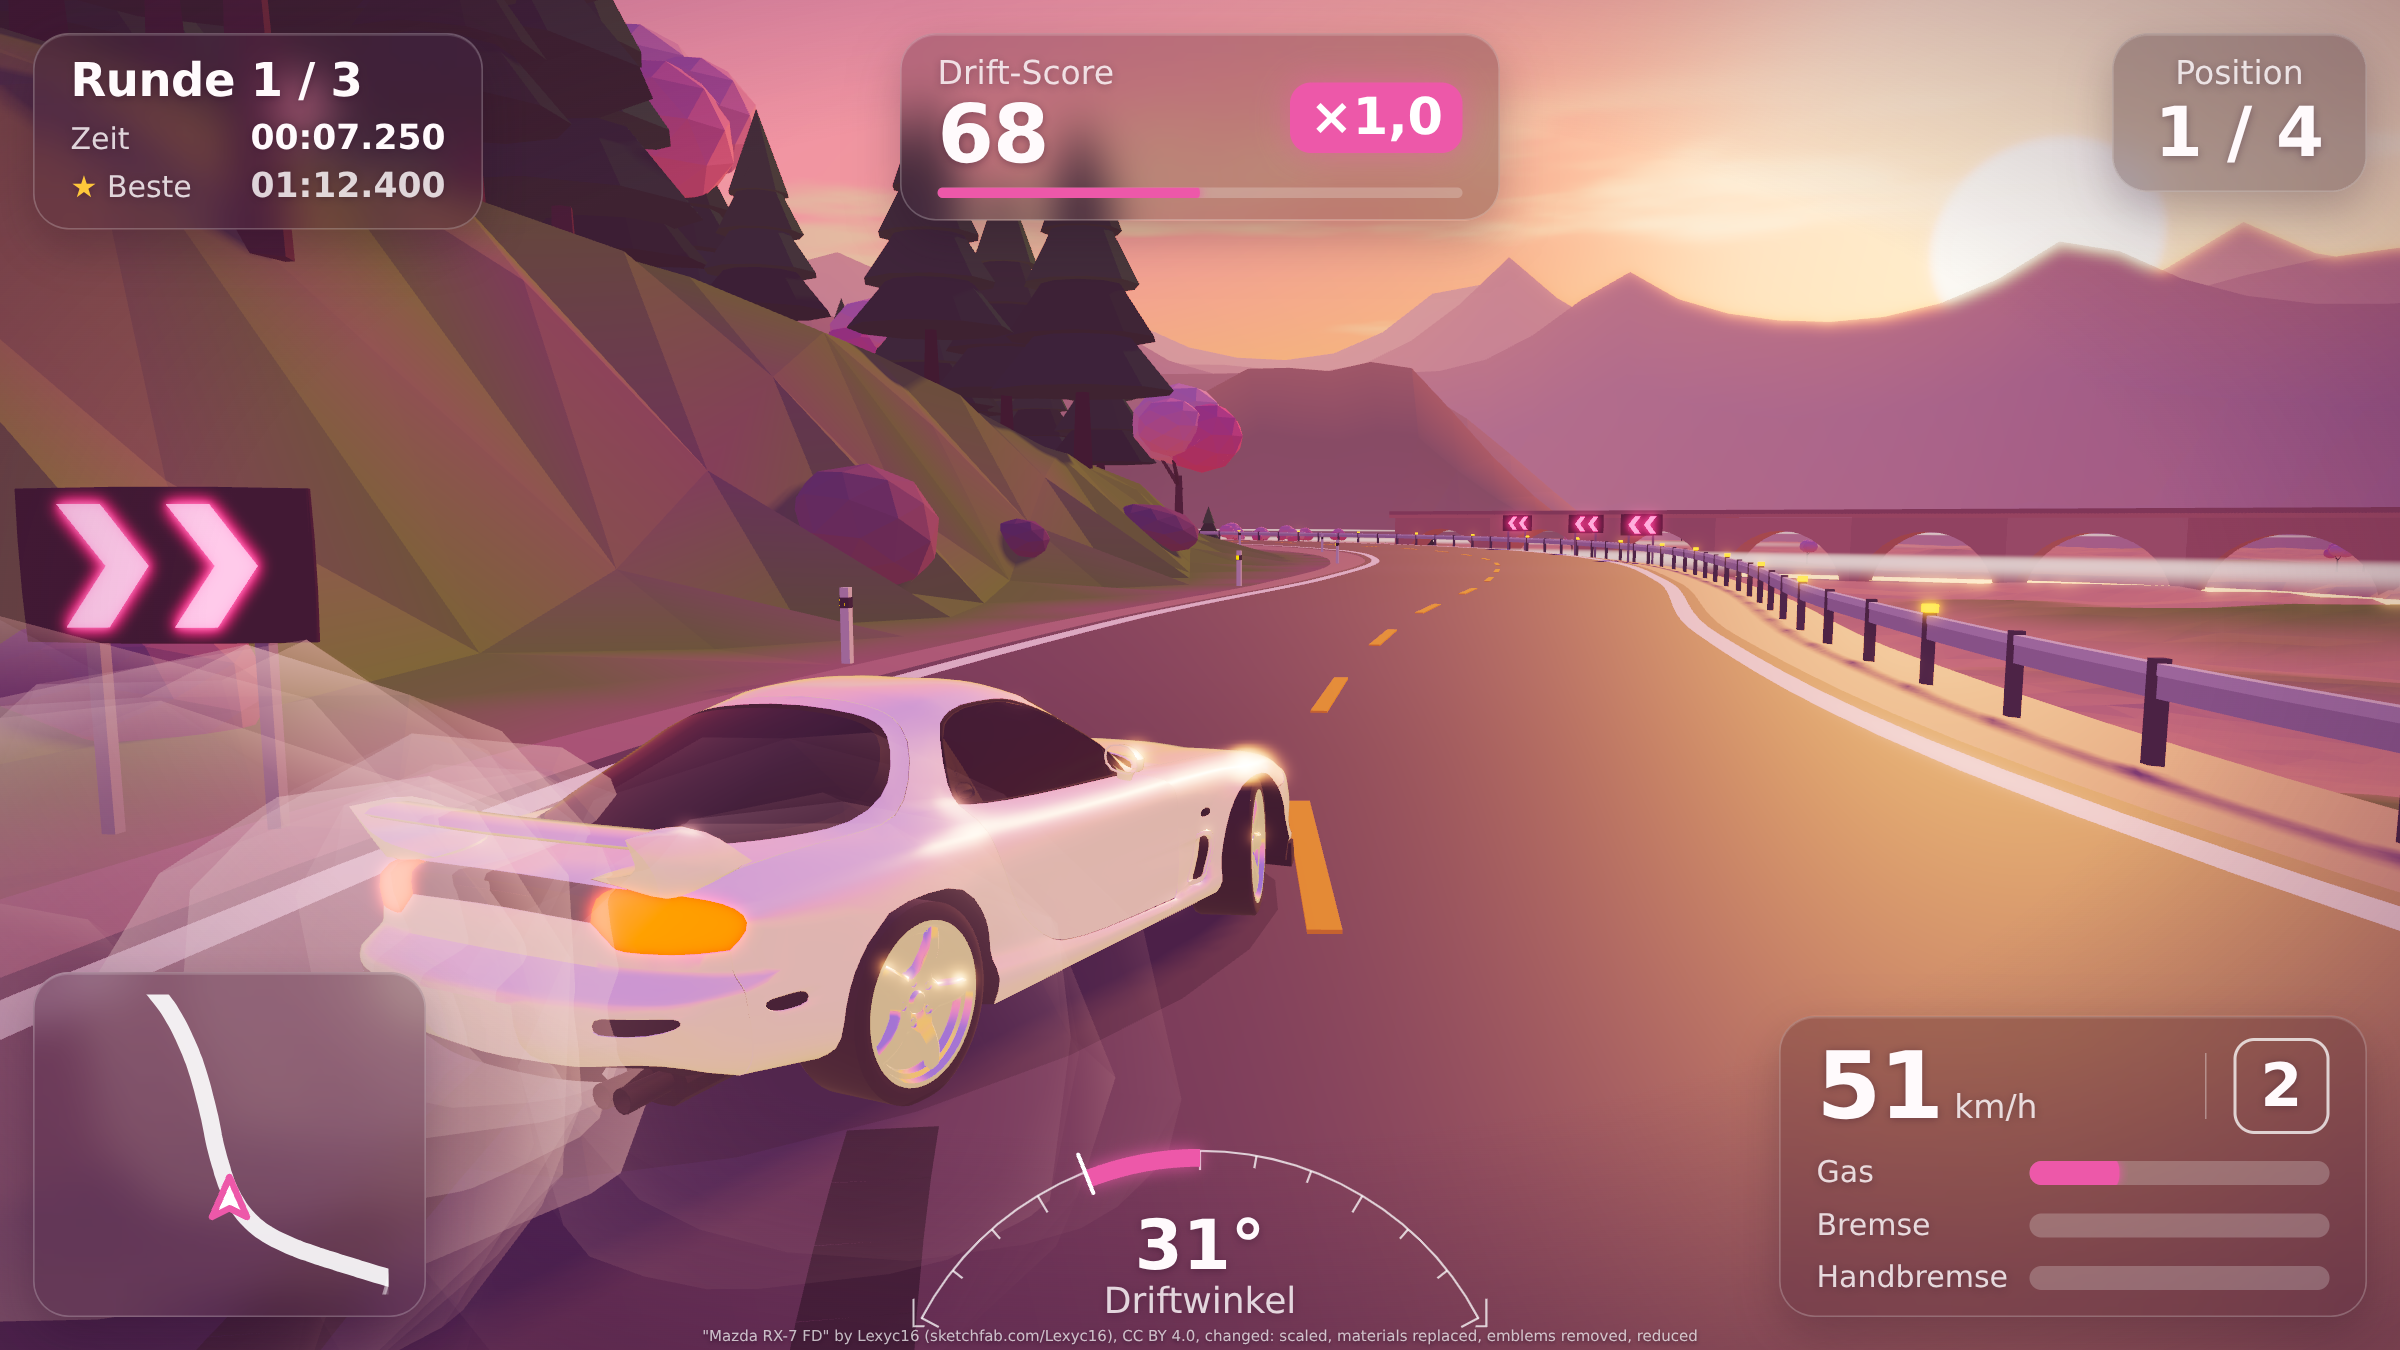 Runde 1 / 3
Zeit 00:07.250
★ Beste 01:12.400
Drift-Score
68
×1,0
Position
1 / 4
51 km/h
2
Gas
Bremse
Handbremse
31°
Driftwinkel
"Mazda RX-7 FD" by Lexyc16 (sketchfab.com/Lexyc16), CC BY 4.0, changed: scaled, materials replaced, emblems removed, reduced